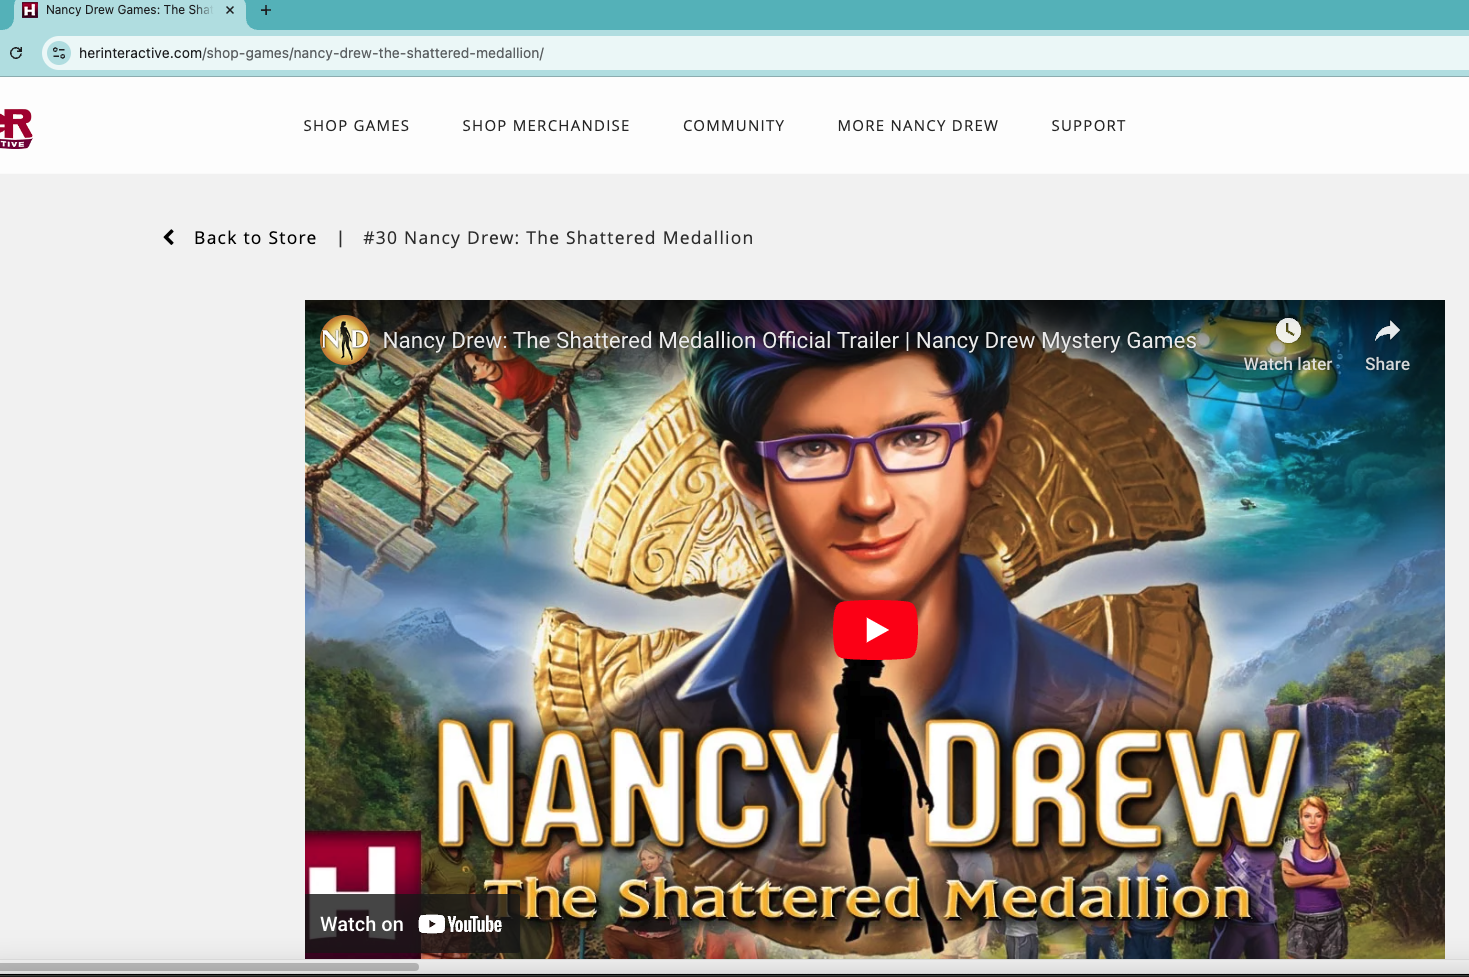 Nancy Drew Games: The Sha
herinteractive.com/shop-games/nancy-drew-the-shattered-medallion/
SHOP GAMES
SHOP MERCHANDISE
COMMUNITY
MORE NANCY DREW
SUPPORT
Back to Store | #30 Nancy Drew: The Shattered Medallion
ND
Nancy Drew: The Shattered Medallion Official Trailer | Nancy Drew Mystery Games
Watch later
Share
NANCY DREW
The Shattered Medallion
H
Watch on YouTube